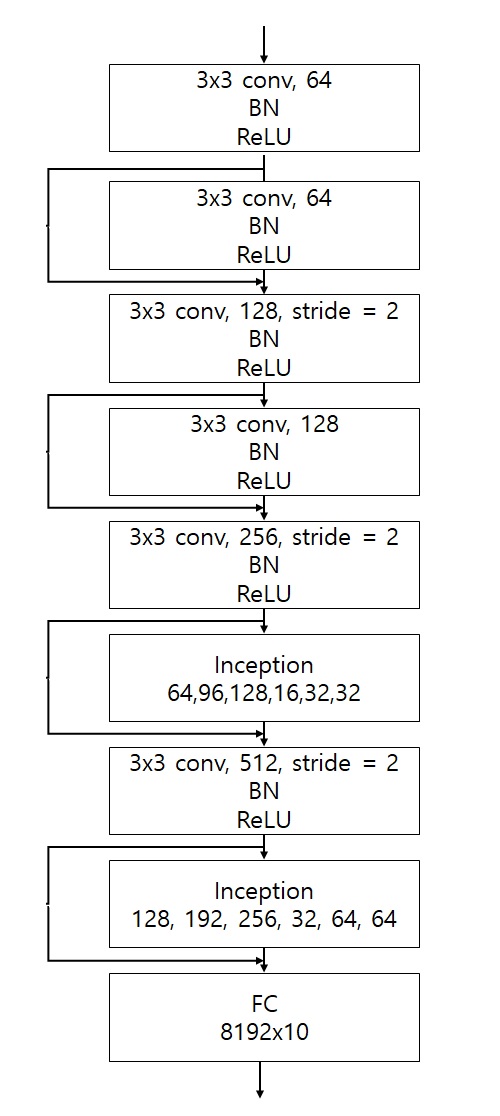 3x3 conv, 64
BN
ReLU
3x3 conv, 64
BN
ReLU
3x3 conv, 128, stride = 2
BN
ReLU
3x3 conv, 128
BN
ReLU
3x3 conv, 256, stride = 2
BN
ReLU
Inception
64,96,128,16,32,32
3x3 conv, 512, stride = 2
BN
ReLU
Inception
128, 192, 256, 32, 64, 64
FC
8192x10